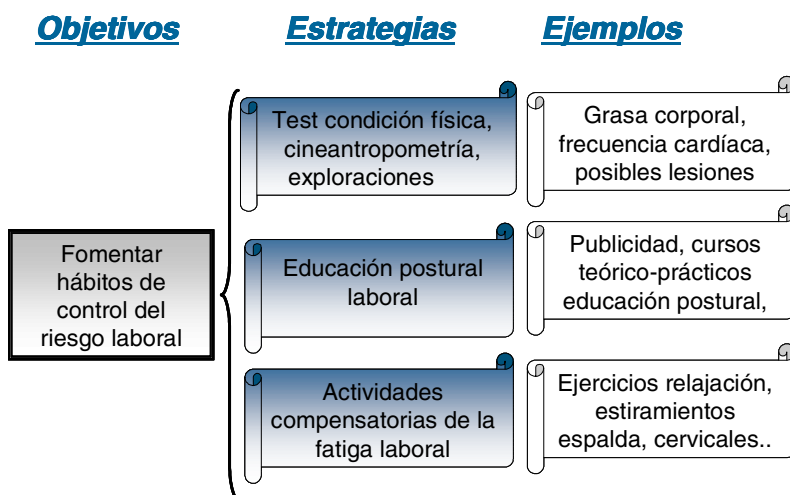 Objetivos
Estrategias
Ejemplos
Fomentar
hábitos de
control del
riesgo laboral
Test condición física,
cineantropometría,
exploraciones
Grasa corporal,
frecuencia cardíaca,
posibles lesiones
Educación postural
laboral
Publicidad, cursos
teórico-prácticos
educación postural,
Actividades
compensatorias de la
fatiga laboral
Ejercicios relajación,
estiramientos
espalda, cervicales..